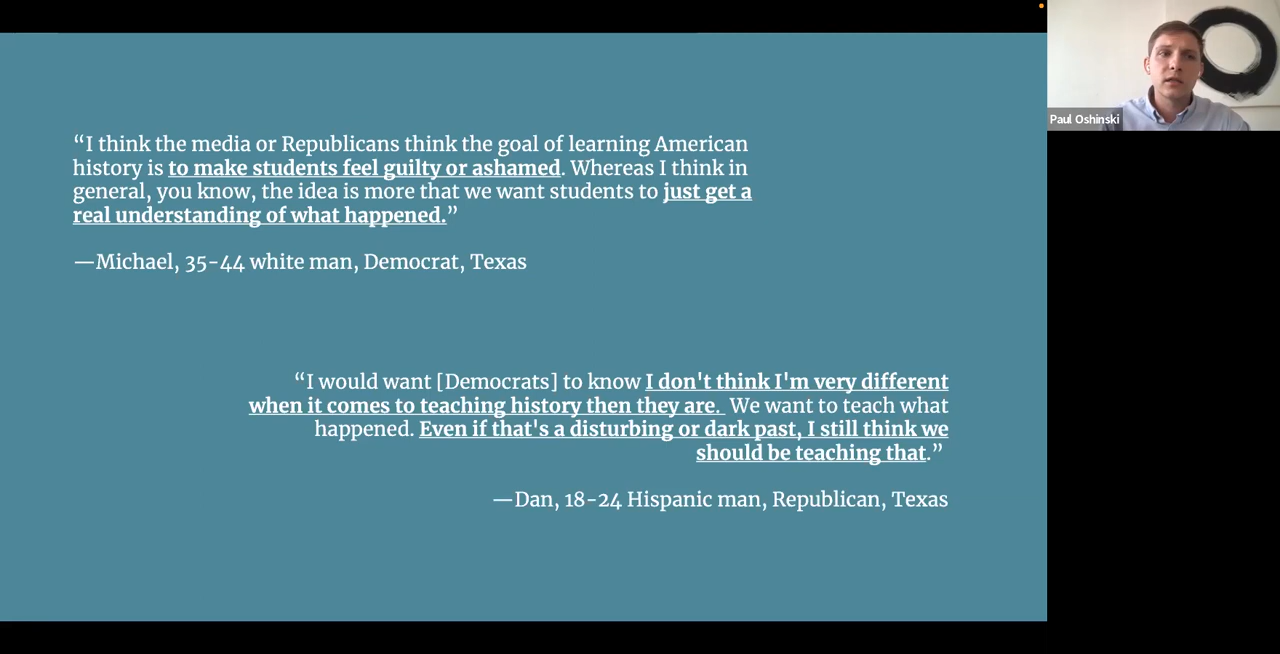 “I think the media or Republicans think the goal of learning American
history is to make students feel guilty or ashamed. Whereas I think in
general, you know, the idea is more that we want students to just get a
real understanding of what happened.”
—Michael, 35-44 white man, Democrat, Texas
“I would want [Democrats] to know I don't think I'm very different
when it comes to teaching history then they are. We want to teach what
happened. Even if that's a disturbing or dark past, I still think we
should be teaching that.”
—Dan, 18-24 Hispanic man, Republican, Texas
Paul Oshinski